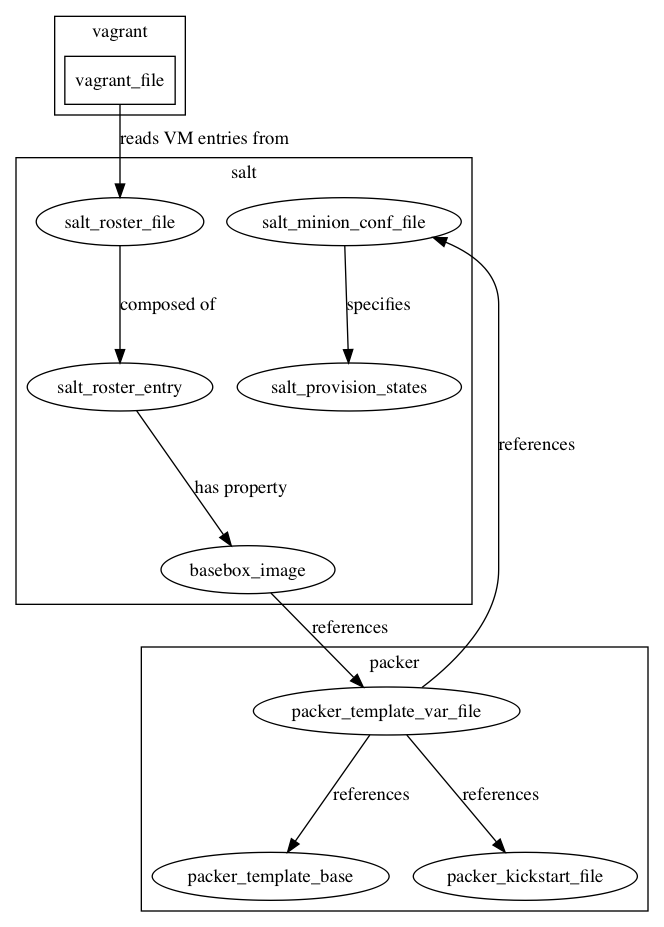 vagrant
vagrant_file
reads VM entries from
salt
salt_roster_file
salt_minion_conf_file
composed of
specifies
salt_roster_entry
salt_provision_states
references
has property
basebox_image
references
packer
packer_template_var_file
references
references
packer_template_base
packer_kickstart_file